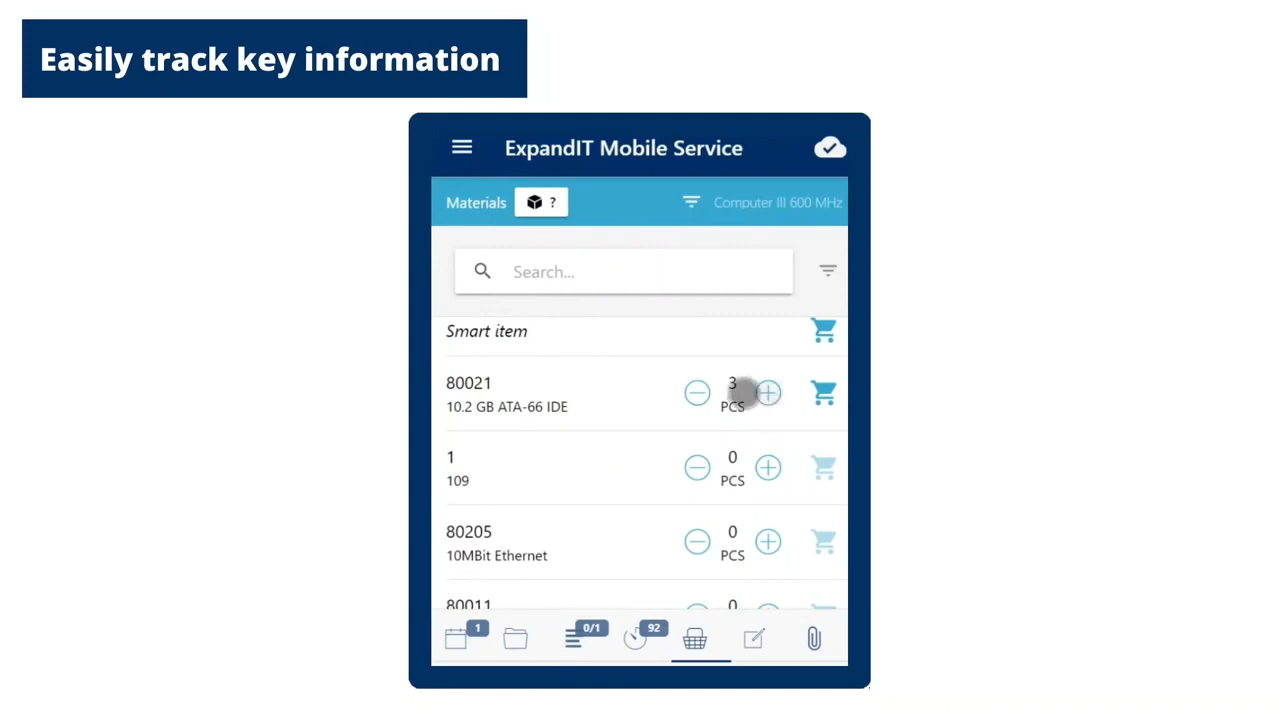 Easily track key information
ExpandIT Mobile Service
Materials ? Computer III 600 MHz
Search...
Smart item
80021
10.2 GB ATA-66 IDE
3
PCS
1
109
0
PCS
80205
10MBit Ethernet
0
PCS
80011
0
1 0/1 92